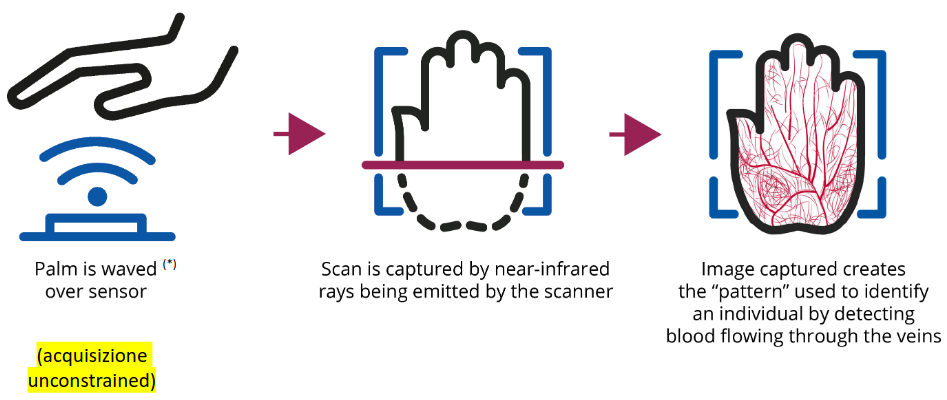 Palm is waved (*)
over sensor
(acquisizione
unconstrained)
Scan is captured by near-infrared
rays being emitted by the scanner
Image captured creates
the “pattern” used to identify
an individual by detecting
blood flowing through the veins